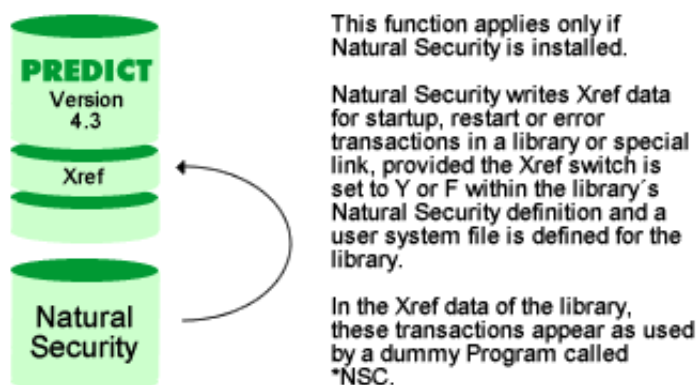 PREDICT
Version
4.3
Xref
Natural
Security
This function applies only if
Natural Security is installed.
Natural Security writes Xref data
for startup, restart or error
transactions in a library or special
link, provided the Xref switch is
set to Y or F within the library´s
Natural Security definition and a
user system file is defined for the
library.
In the Xref data of the library,
these transactions appear as used
by a dummy Program called
*NSC.